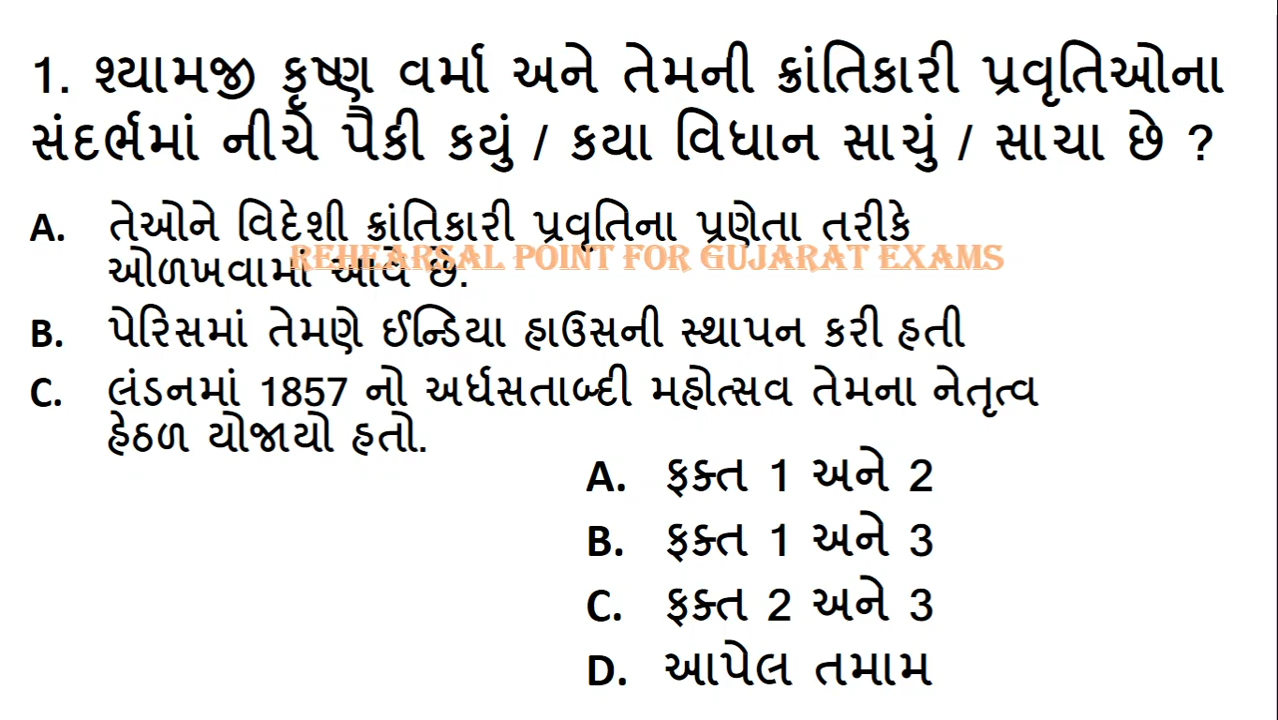 1. શ્યામજી કૃષ્ણ વર્મા અને તેમની ક્રાંતિકારી પ્રવૃતિઓના
સંદર્ભમાં નીચે પૈકી કયું / કયા વિધાન સાચું / સાચા છે ?
A. તેઓને વિદેશી ક્રાંતિકારી પ્રવૃતિના પ્રણેતા તરીકે
REHEARSAL POINT FOR GUJARAT EXAMS
ઓળખવામાં આવે છે.
B. પેરિસમાં તેમણે ઈન્ડિયા હાઉસની સ્થાપન કરી હતી
C. લંડનમાં 1857 નો અર્ધસતાબ્દી મહોત્સવ તેમના નેતૃત્વ
હેઠળ યોજાયો હતો.
A. ફક્ત 1 અને 2
B. ફક્ત 1 અને 3
C. ફક્ત 2 અને 3
D. આપેલ તમામ